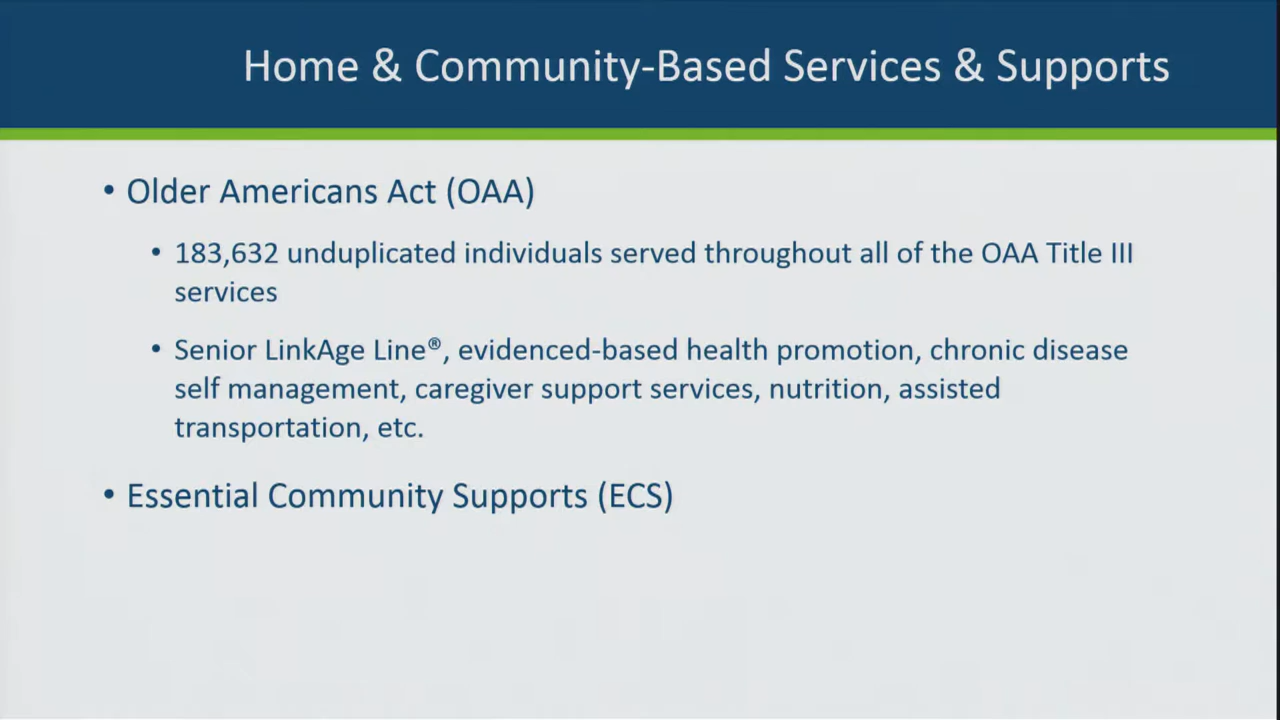 Home & Community-Based Services & Supports
• Older Americans Act (OAA)
• 183,632 unduplicated individuals served throughout all of the OAA Title III
services
• Senior LinkAge Line®, evidenced-based health promotion, chronic disease
self management, caregiver support services, nutrition, assisted
transportation, etc.
• Essential Community Supports (ECS)